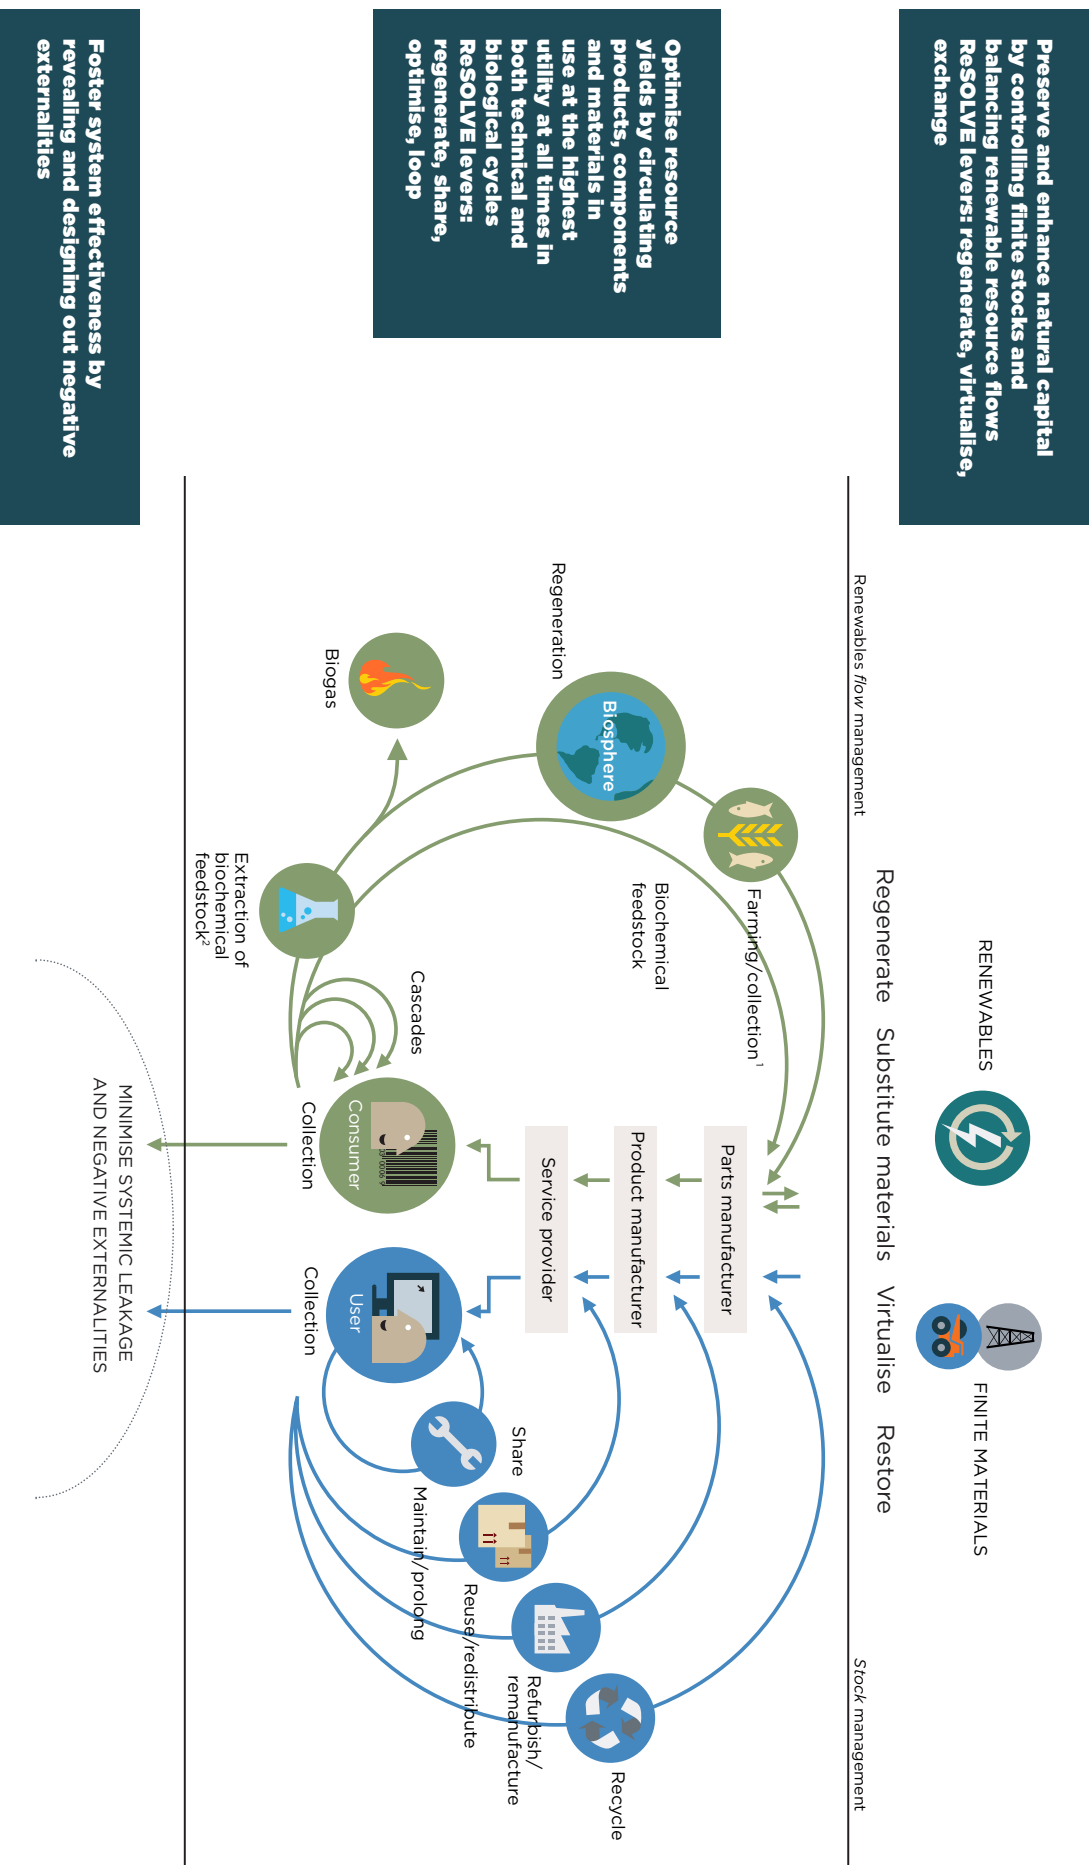 Preserve and enhance natural capital
by controlling finite stocks and
balancing renewable resource flows
ReSOLVE levers: regenerate, virtualise,
exchange
RENEWABLES
FINITE MATERIALS
Regenerate Substitute materials Virtualise Restore
Renewables flow management
Stock management
Optimise resource
yields by circulating
products, components
and materials in
use at the highest
utility at all times in
both technical and
biological cycles
ReSOLVE levers:
regenerate, share,
optimise, loop
Farming/collection¹
Parts manufacturer
Biochemical
feedstock
Product manufacturer
Biosphere
Regeneration
Service provider
Recycle
Refurbish/
remanufacture
Share
Reuse/redistribute
Maintain/prolong
Cascades
Consumer
User
Biogas
Collection
Collection
Extraction of
biochemical
feedstock²
Foster system effectiveness by
revealing and designing out negative
externalities
MINIMISE SYSTEMIC LEAKAGE
AND NEGATIVE EXTERNALITIES